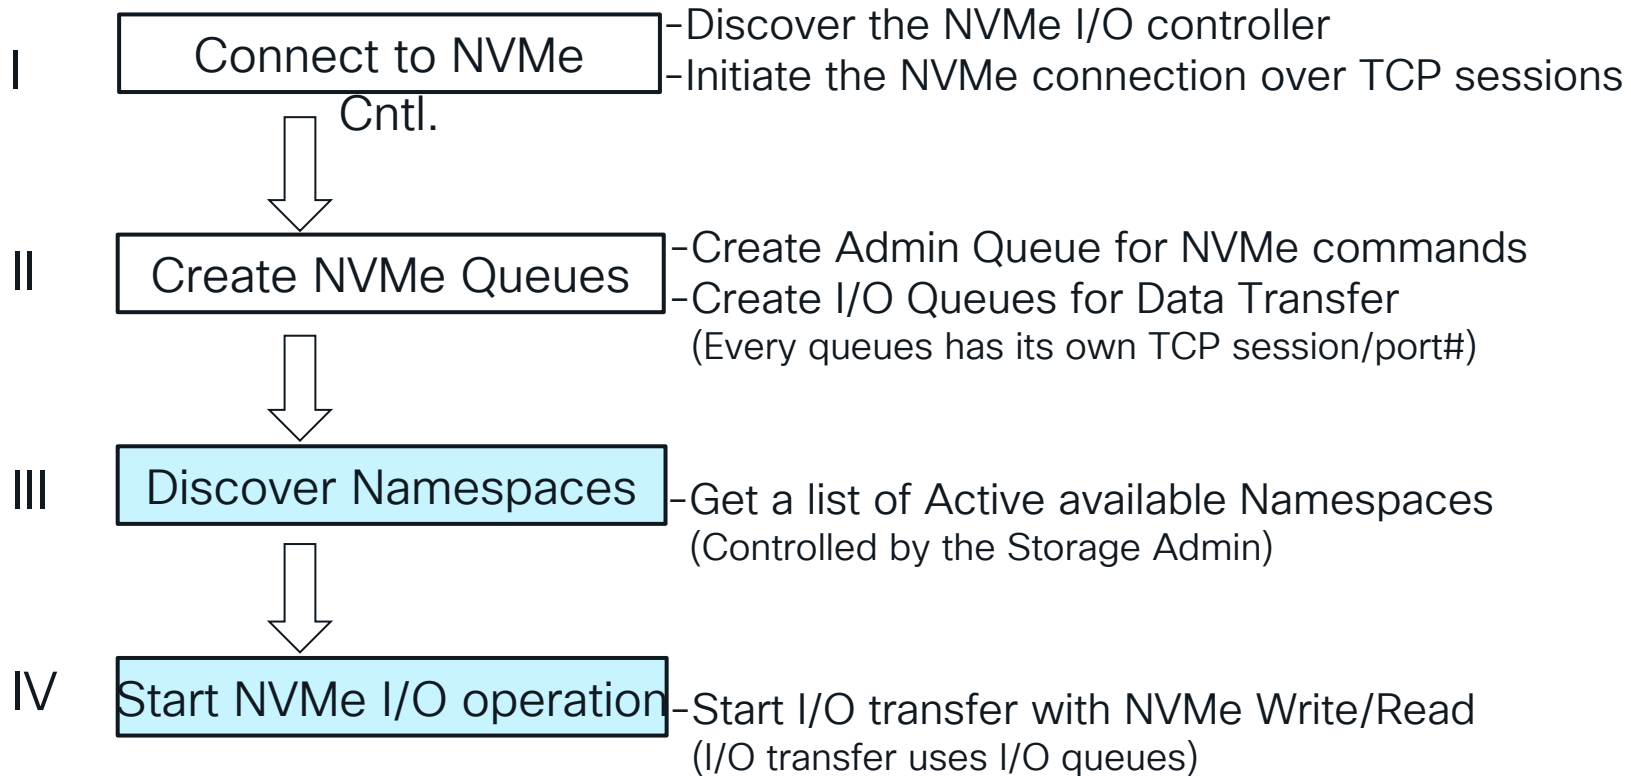 I
Connect to NVMe
Cntl.
-Discover the NVMe I/O controller
-Initiate the NVMe connection over TCP sessions
II
Create NVMe Queues
-Create Admin Queue for NVMe commands
-Create I/O Queues for Data Transfer
(Every queues has its own TCP session/port#)
III
Discover Namespaces
-Get a list of Active available Namespaces
(Controlled by the Storage Admin)
IV
Start NVMe I/O operation
-Start I/O transfer with NVMe Write/Read
(I/O transfer uses I/O queues)